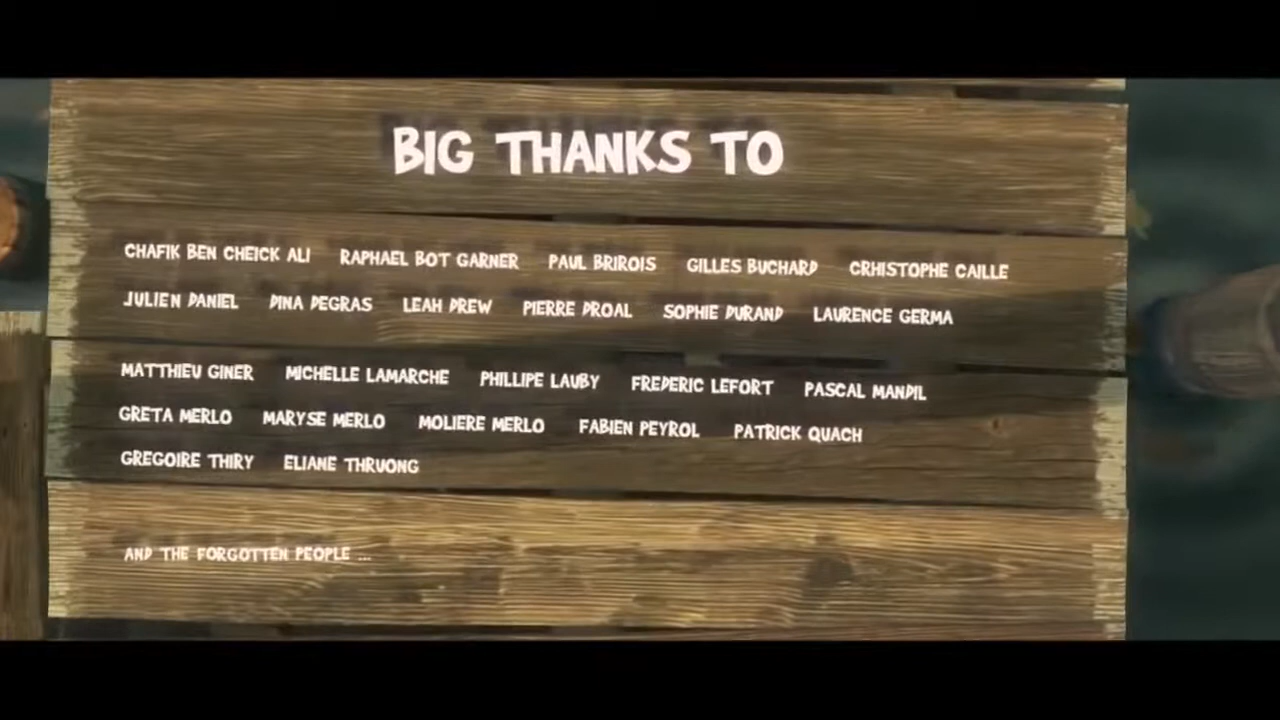 BIG THANKS TO
CHAFIK BEN CHEICK ALI RAPHAEL BOT GARNER PAUL BRIROIS GILLES BUCHARD CRHISTOPHE CAILLE
JULIEN DANIEL DINA DEGRAS LEAH DREW PIERRE DROAL SOPHIE DURAND LAURENCE GERMA
MATTHIEU GINER MICHELLE LAMARCHE PHILLIPE LAUBY FREDERIC LEFORT PASCAL MANDIL
GRETA MERLO MARYSE MERLO MOLIERE MERLO FABIEN PEYROL PATRICK QUACH
GREGOIRE THIRY ELIANE THRUONG
AND THE FORGOTTEN PEOPLE ...